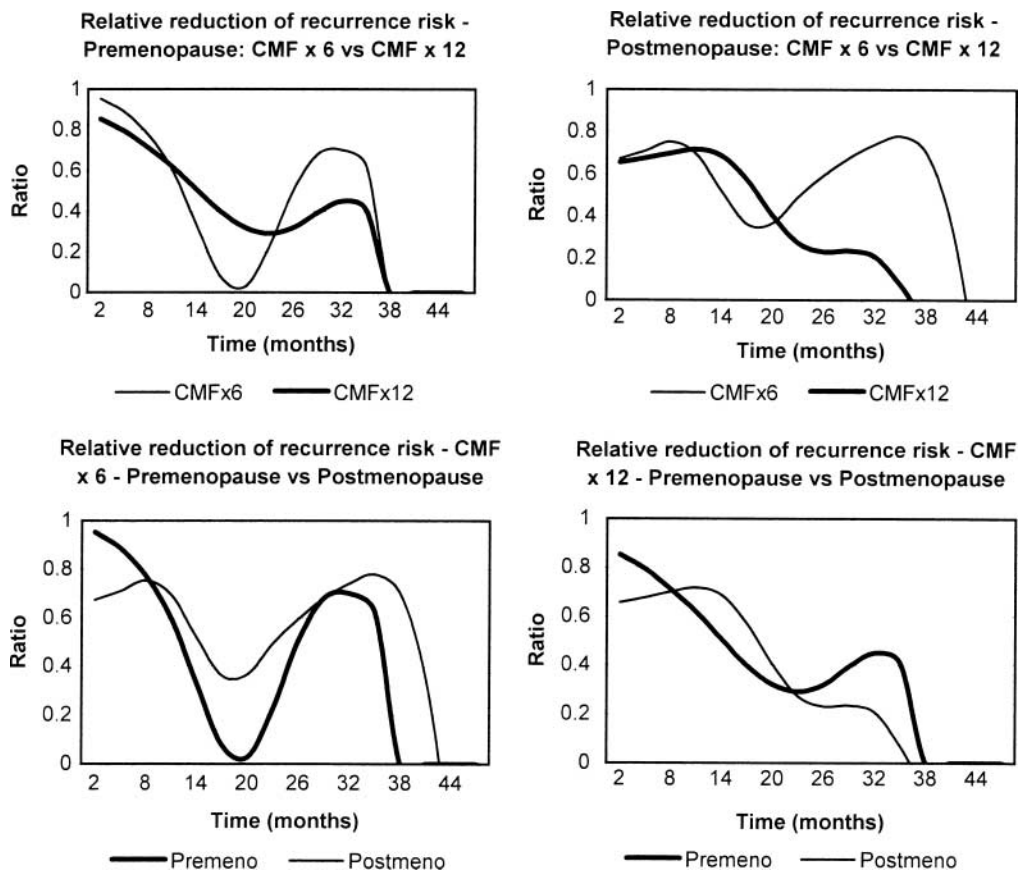 Relative reduction of recurrence risk -
Premenopause: CMF x 6 vs CMF x 12
1
0.8
0.6
0.4
0.2
0
Ratio
2 8 14 20 26 32 38 44
Time (months)
CMFx6 CMFx12
Relative reduction of recurrence risk -
Postmenopause: CMF x 6 vs CMF x 12
1
0.8
0.6
0.4
0.2
0
Ratio
2 8 14 20 26 32 38 44
Time (months)
CMFx6 CMFx12
Relative reduction of recurrence risk - CMF
x 6 - Premenopause vs Postmenopause
1
0.8
0.6
0.4
0.2
0
Ratio
2 8 14 20 26 32 38 44
Time (months)
Premeno Postmeno
Relative reduction of recurrence risk - CMF
x 12 - Premenopause vs Postmenopause
1
0.8
0.6
0.4
0.2
0
Ratio
2 8 14 20 26 32 38 44
Time (months)
Premeno Postmeno